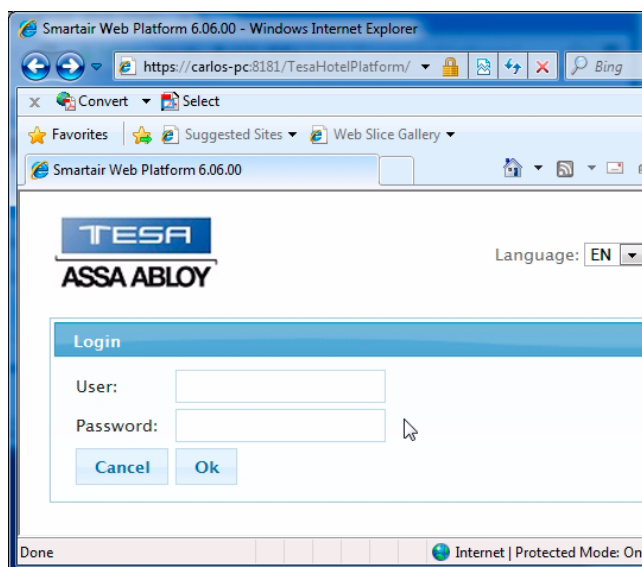 Smartair Web Platform 6.06.00 - Windows Internet Explorer
https://carlos-pc:8181/TesaHotelPlatform/ Bing
x Convert Select
Favorites Suggested Sites Web Slice Gallery
Smartair Web Platform 6.06.00
TESA
ASSA ABLOY
Language: EN
Login
User:
Password:
Cancel Ok
Done Internet | Protected Mode: On